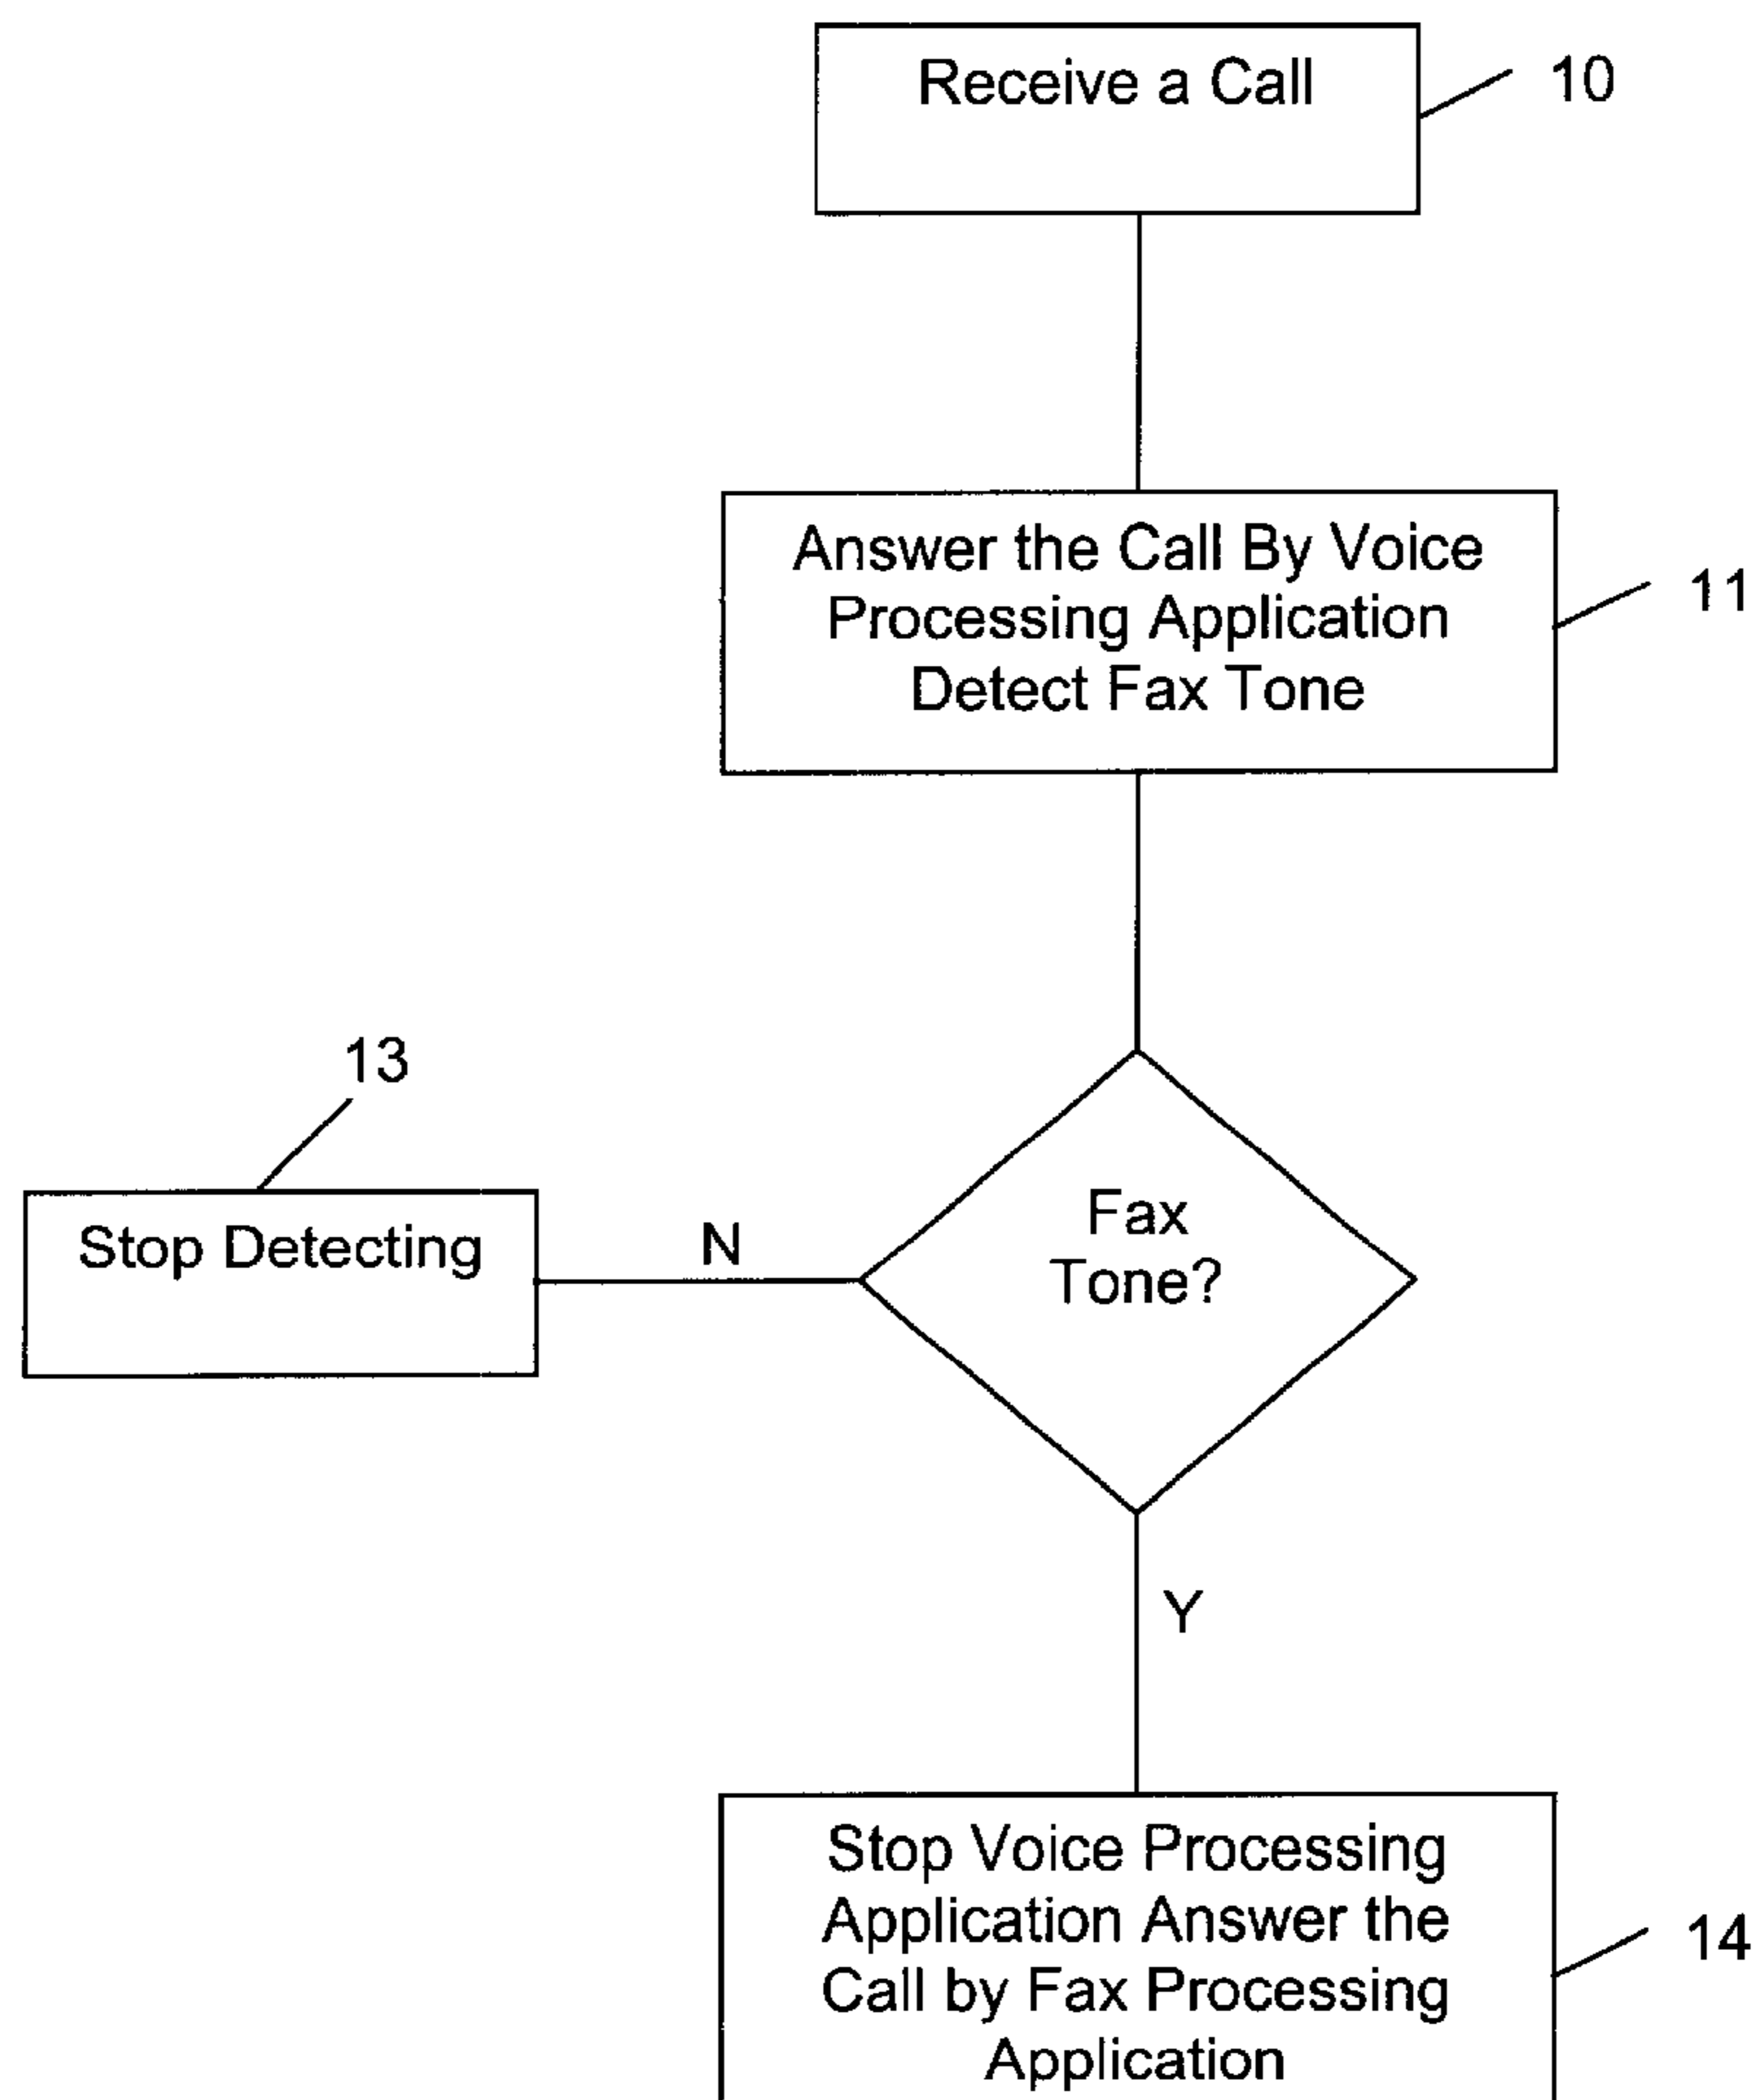 Receive a Call
10
Answer the Call By Voice
Processing Application
Detect Fax Tone
11
Fax
Tone?
13
Stop Detecting
N
Y
Stop Voice Processing
Application Answer the
Call by Fax Processing
Application
14